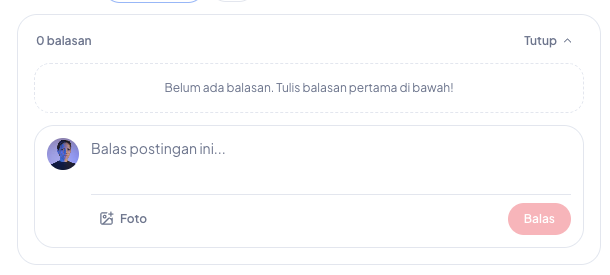 0 balasan
Tutup
Belum ada balasan. Tulis balasan pertama di bawah!
Balas postingan ini...
Foto
Balas